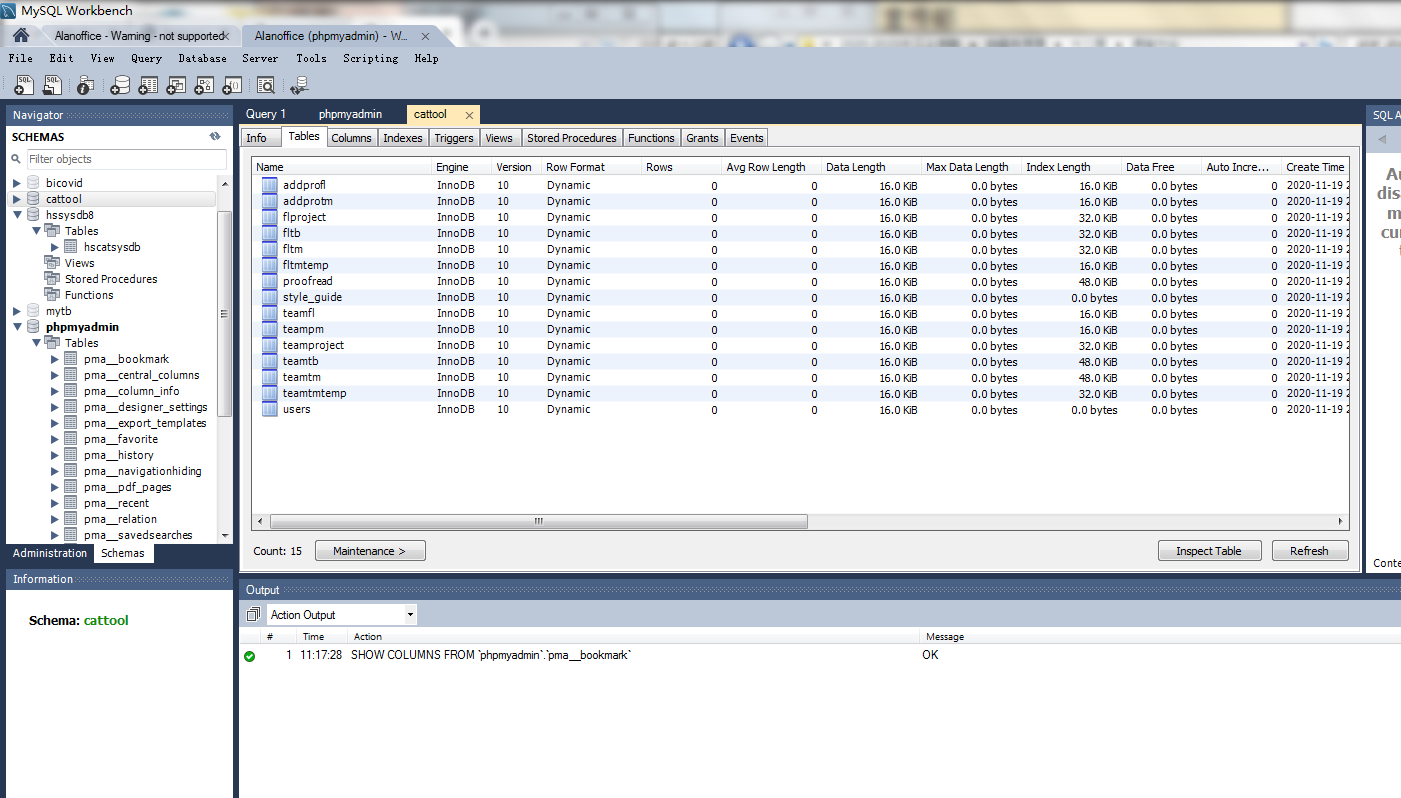 MySQL Workbench
Alanoffice - Warning - not supported
Alanoffice (phpmyadmin) - W...
File Edit View Query Database Server Tools Scripting Help
Navigator
SCHEMAS
Filter objects
bicovid
cattool
hssysdb8
Tables
hscatsysdb
Views
Stored Procedures
Functions
mytb
phpmyadmin
Tables
pma__bookmark
pma__central_columns
pma__column_info
pma__designer_settings
pma__export_templates
pma__favorite
pma__history
pma__navigationhiding
pma__pdf_pages
pma__recent
pma__relation
pma__savedsearches
Administration Schemas
Information
Schema: cattool
Query 1 phpmyadmin cattool
Info Tables Columns Indexes Triggers Views Stored Procedures Functions Grants Events
Name Engine Version Row Format Rows Avg Row Length Data Length Max Data Length Index Length Data Free Auto Incre... Create Time
addprofl InnoDB 10 Dynamic 0 0 16.0 KiB 0.0 bytes 16.0 KiB 0.0 bytes 0 2020-11-19 2
addprotm InnoDB 10 Dynamic 0 0 16.0 KiB 0.0 bytes 16.0 KiB 0.0 bytes 0 2020-11-19 2
flproject InnoDB 10 Dynamic 0 0 16.0 KiB 0.0 bytes 32.0 KiB 0.0 bytes 0 2020-11-19 2
fltb InnoDB 10 Dynamic 0 0 16.0 KiB 0.0 bytes 32.0 KiB 0.0 bytes 0 2020-11-19 2
fltm InnoDB 10 Dynamic 0 0 16.0 KiB 0.0 bytes 32.0 KiB 0.0 bytes 0 2020-11-19 2
fltmtemp InnoDB 10 Dynamic 0 0 16.0 KiB 0.0 bytes 16.0 KiB 0.0 bytes 0 2020-11-19 2
proofread InnoDB 10 Dynamic 0 0 16.0 KiB 0.0 bytes 48.0 KiB 0.0 bytes 0 2020-11-19 2
style_guide InnoDB 10 Dynamic 0 0 16.0 KiB 0.0 bytes 0.0 bytes 0.0 bytes 0 2020-11-19 2
teamfl InnoDB 10 Dynamic 0 0 16.0 KiB 0.0 bytes 16.0 KiB 0.0 bytes 0 2020-11-19 2
teampm InnoDB 10 Dynamic 0 0 16.0 KiB 0.0 bytes 16.0 KiB 0.0 bytes 0 2020-11-19 2
teamproject InnoDB 10 Dynamic 0 0 16.0 KiB 0.0 bytes 32.0 KiB 0.0 bytes 0 2020-11-19 2
teamtb InnoDB 10 Dynamic 0 0 16.0 KiB 0.0 bytes 48.0 KiB 0.0 bytes 0 2020-11-19 2
teamtm InnoDB 10 Dynamic 0 0 16.0 KiB 0.0 bytes 48.0 KiB 0.0 bytes 0 2020-11-19 2
teamtmtemp InnoDB 10 Dynamic 0 0 16.0 KiB 0.0 bytes 32.0 KiB 0.0 bytes 0 2020-11-19 2
users InnoDB 10 Dynamic 0 0 16.0 KiB 0.0 bytes 0.0 bytes 0.0 bytes 0 2020-11-19 2
Count: 15 Maintenance > Inspect Table Refresh
Output
Action Output
# Time Action Message
1 11:17:28 SHOW COLUMNS FROM `phpmyadmin`.`pma__bookmark` OK
SQL A
Au
dis
m
cur
Conte